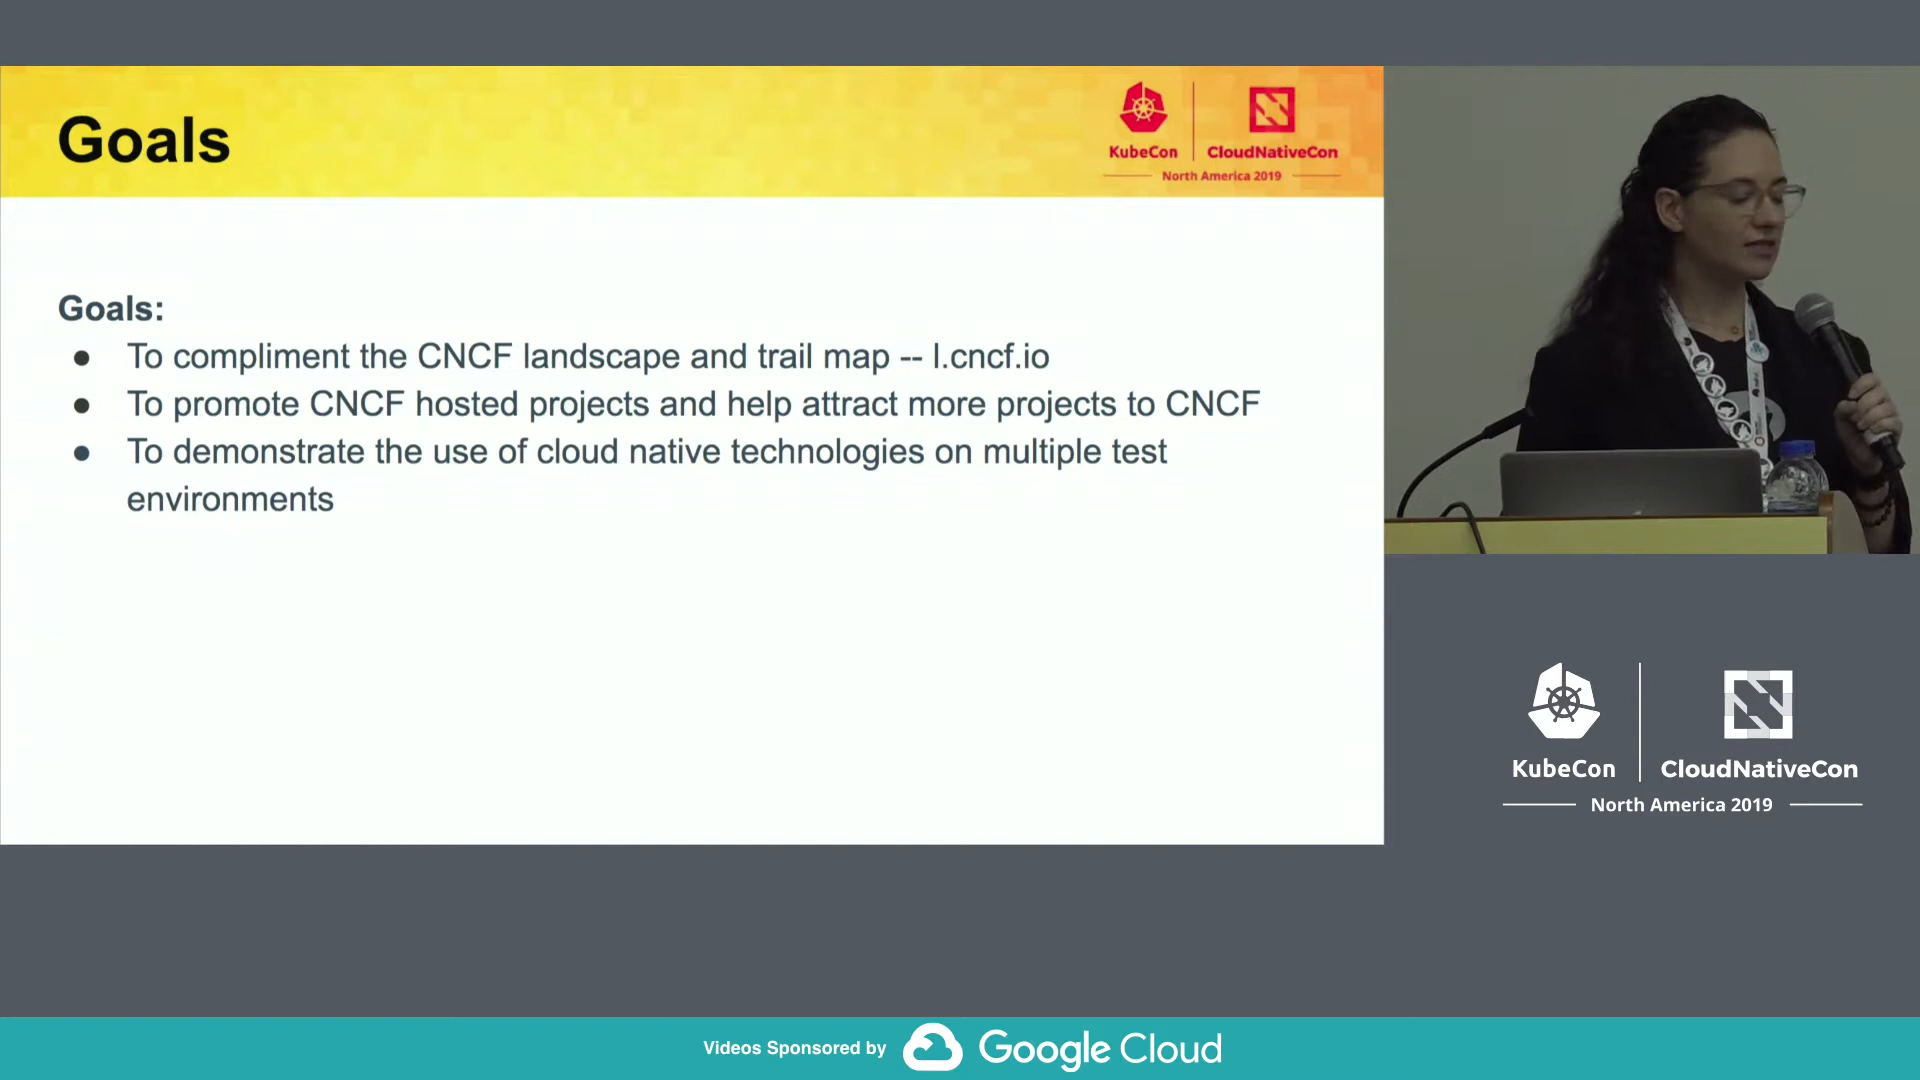 Goals
KubeCon
CloudNativeCon
North America 2019
Goals:
● To compliment the CNCF landscape and trail map -- l.cncf.io
● To promote CNCF hosted projects and help attract more projects to CNCF
● To demonstrate the use of cloud native technologies on multiple test
environments
KubeCon
CloudNativeCon
North America 2019
Videos Sponsored by Google Cloud